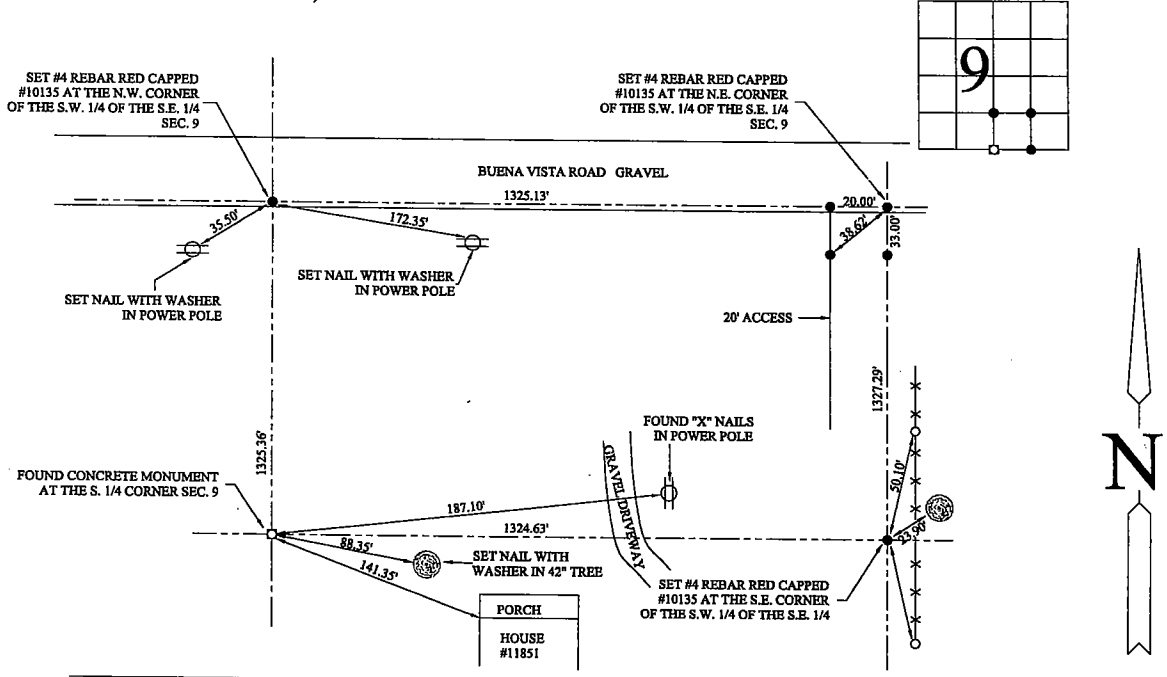 9
SET #4 REBAR RED CAPPED
#10135 AT THE N.W. CORNER
OF THE S.W. 1/4 OF THE S.E. 1/4
SEC. 9
SET #4 REBAR RED CAPPED
#10135 AT THE N.E. CORNER
OF THE S.W. 1/4 OF THE S.E. 1/4
SEC. 9
BUENA VISTA ROAD GRAVEL
1325.13'
20.00'
35.50'
172.35'
38.62'
33.00'
SET NAIL WITH WASHER
IN POWER POLE
SET NAIL WITH WASHER
IN POWER POLE
20' ACCESS
1327.29'
1325.36'
FOUND "X" NAILS
IN POWER POLE
N
FOUND CONCRETE MONUMENT
AT THE S. 1/4 CORNER SEC. 9
GRAVEL DRIVEWAY
50.10'
187.10'
1324.63'
23.90'
88.35'
141.35'
SET NAIL WITH
WASHER IN 42" TREE
SET #4 REBAR RED CAPPED
#10135 AT THE S.E. CORNER
OF THE S.W. 1/4 OF THE S.E. 1/4
PORCH
HOUSE
#11851